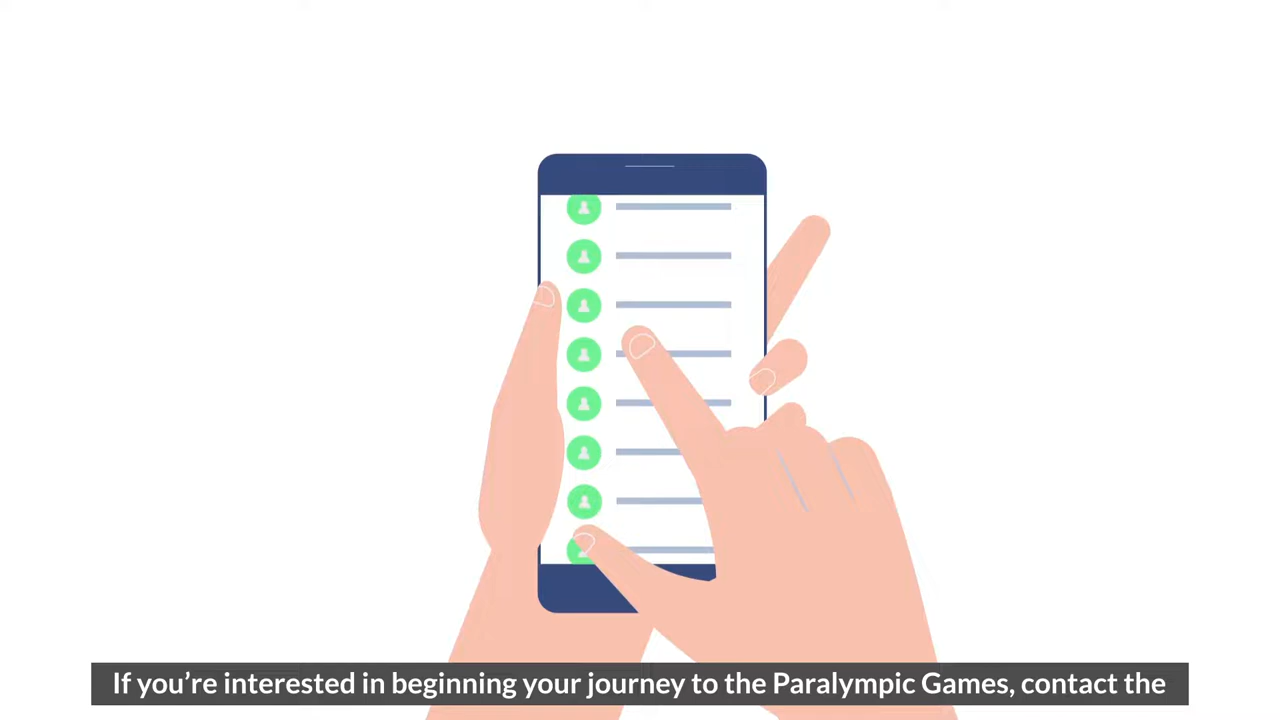 If you’re interested in beginning your journey to the Paralympic Games, contact the